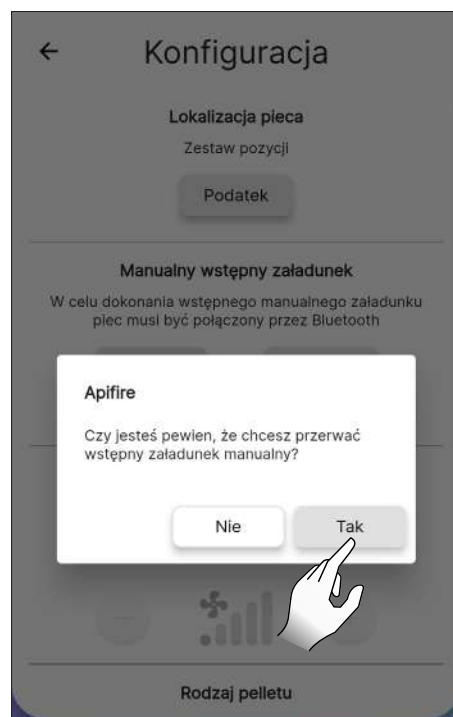 Konfiguracja
Lokalizacja pieca
Zestaw pozycji
Podatek
Manualny wstępny załadunek
W celu dokonania wstępnego manualnego załadunku
piec musi być połączony przez Bluetooth
Apifire
Czy jesteś pewien, że chcesz przerwać
wstępny załadunek manualny?
Nie
Tak
Rodzaj pelletu